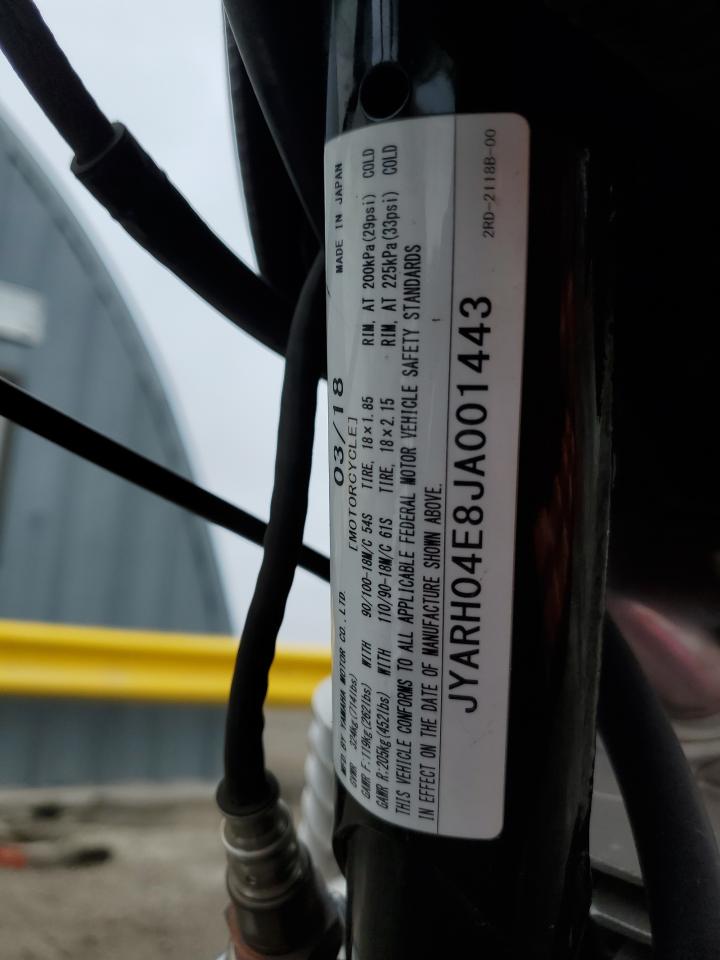 MFD BY YAMAHA MOTOR CO., LTD. 03/18 MADE IN JAPAN
GVWR 324kg(714lbs) [MOTORCYCLE]
GAWR F:119kg(262lbs) WITH 90/100-18M/C 54S TIRE, 18×1.85 RIM, AT 200kPa(29psi) COLD
GAWR R:205kg(452lbs) WITH 110/90-18M/C 61S TIRE, 18×2.15 RIM, AT 225kPa(33psi) COLD
THIS VEHICLE CONFORMS TO ALL APPLICABLE FEDERAL MOTOR VEHICLE SAFETY STANDARDS
IN EFFECT ON THE DATE OF MANUFACTURE SHOWN ABOVE.
JYARH04E8JA001443
2RD-2118B-00